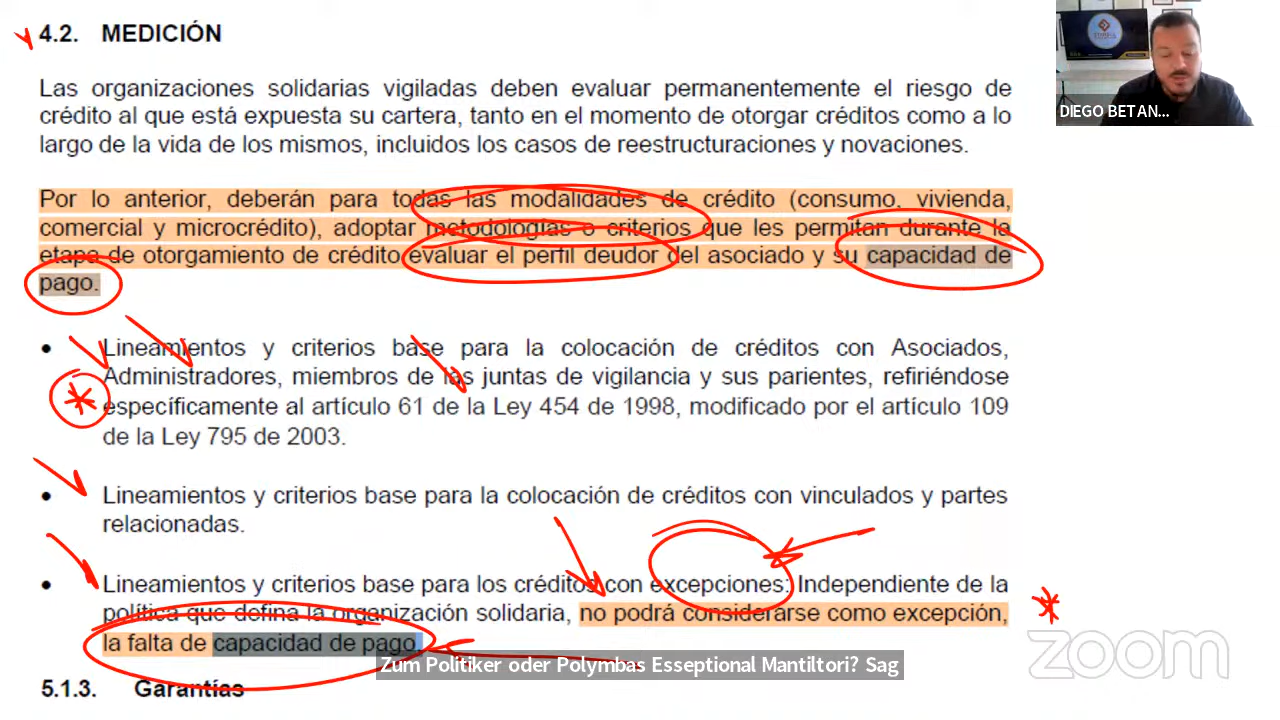 4.2. MEDICIÓN
Las organizaciones solidarias vigiladas deben evaluar permanentemente el riesgo de
crédito al que está expuesta su cartera, tanto en el momento de otorgar créditos como a lo
largo de la vida de los mismos, incluidos los casos de reestructuraciones y novaciones.
Por lo anterior, deberán para todas las modalidades de crédito (consumo, vivienda,
comercial y microcrédito), adoptar metodologías o criterios que les permitan durante la
etapa de otorgamiento de crédito evaluar el perfil deudor del asociado y su capacidad de
pago.
• Lineamientos y criterios base para la colocación de créditos con Asociados,
Administradores, miembros de las juntas de vigilancia y sus parientes, refiriéndose
específicamente al artículo 61 de la Ley 454 de 1998, modificado por el artículo 109
de la Ley 795 de 2003.
• Lineamientos y criterios base para la colocación de créditos con vinculados y partes
relacionadas.
• Lineamientos y criterios base para los créditos con excepciones: Independiente de la
política que defina la organización solidaria, no podrá considerarse como excepción,
la falta de capacidad de pago.
5.1.3. Garantías
DIEGO BETAN...
zoom
Zum Politiker oder Polymbas Esseptional Mantiltori? Sag